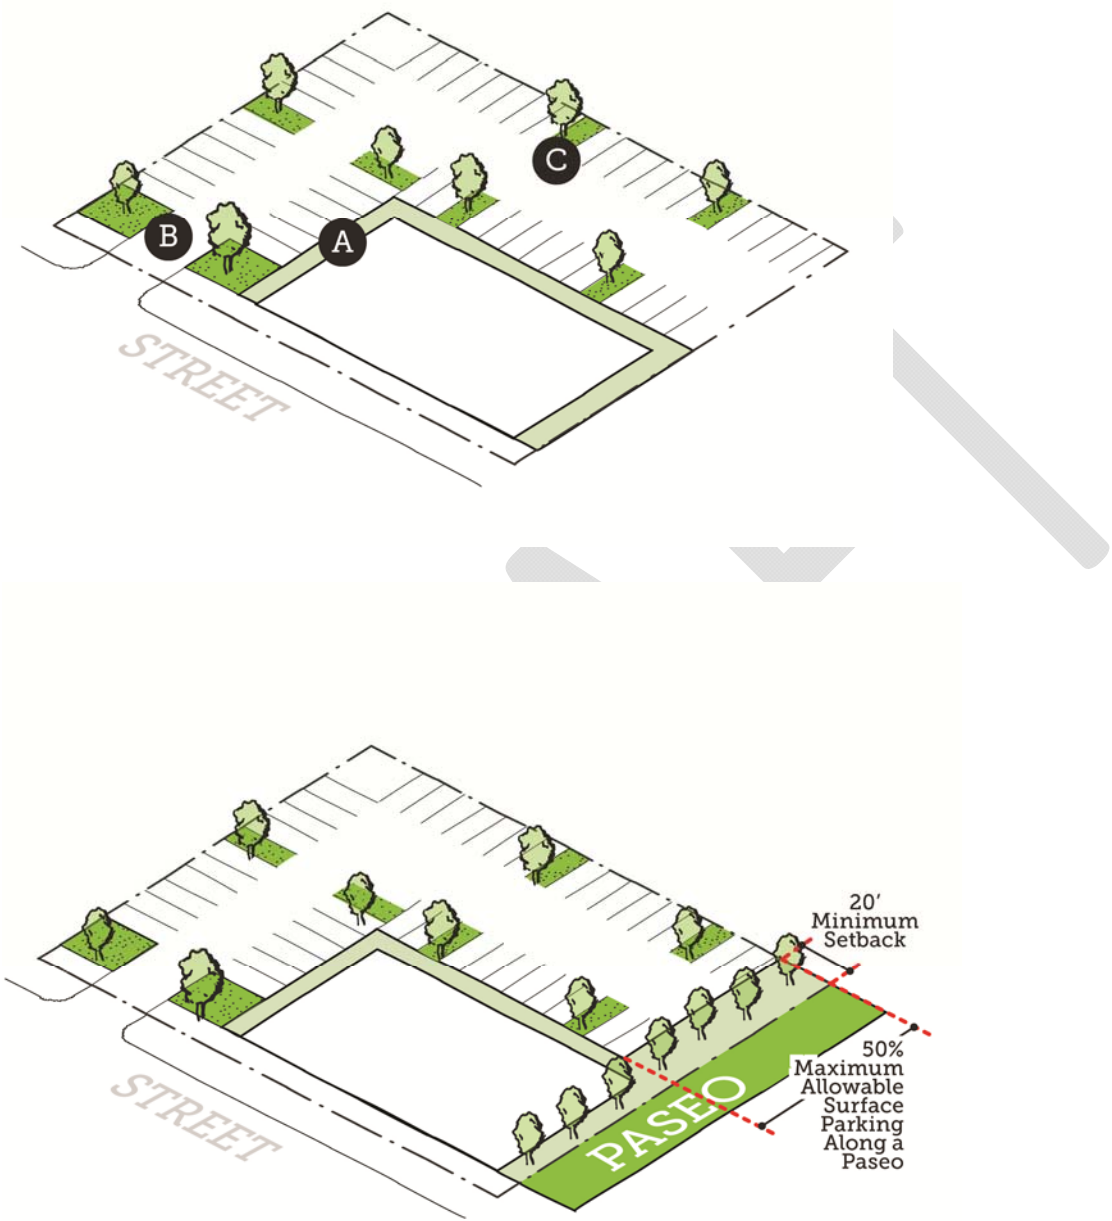 C
B
A
STREET
20'
Minimum
Setback
50%
Maximum
Allowable
Surface
Parking
Along a
Paseo
PASEO
STREET